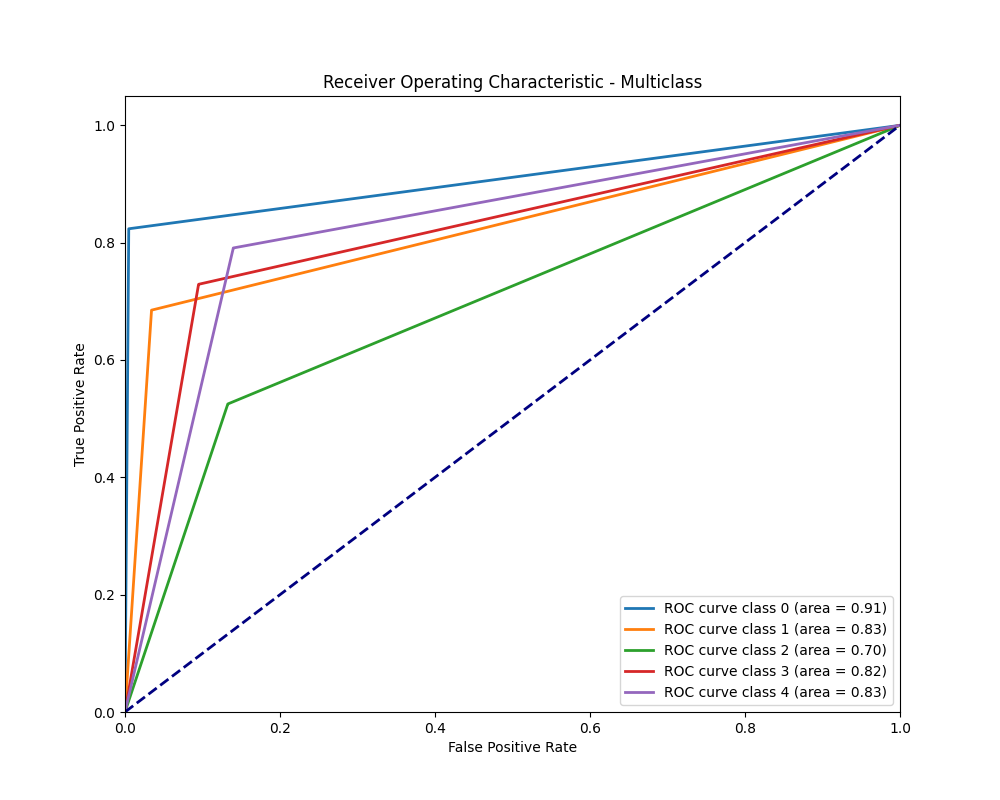 Receiver Operating Characteristic - Multiclass
True Positive Rate
1.0
0.8
0.6
0.4
0.2
0.0
ROC curve class 0 (area = 0.91)
ROC curve class 1 (area = 0.83)
ROC curve class 2 (area = 0.70)
ROC curve class 3 (area = 0.82)
ROC curve class 4 (area = 0.83)
0.0 0.2 0.4 0.6 0.8 1.0
False Positive Rate